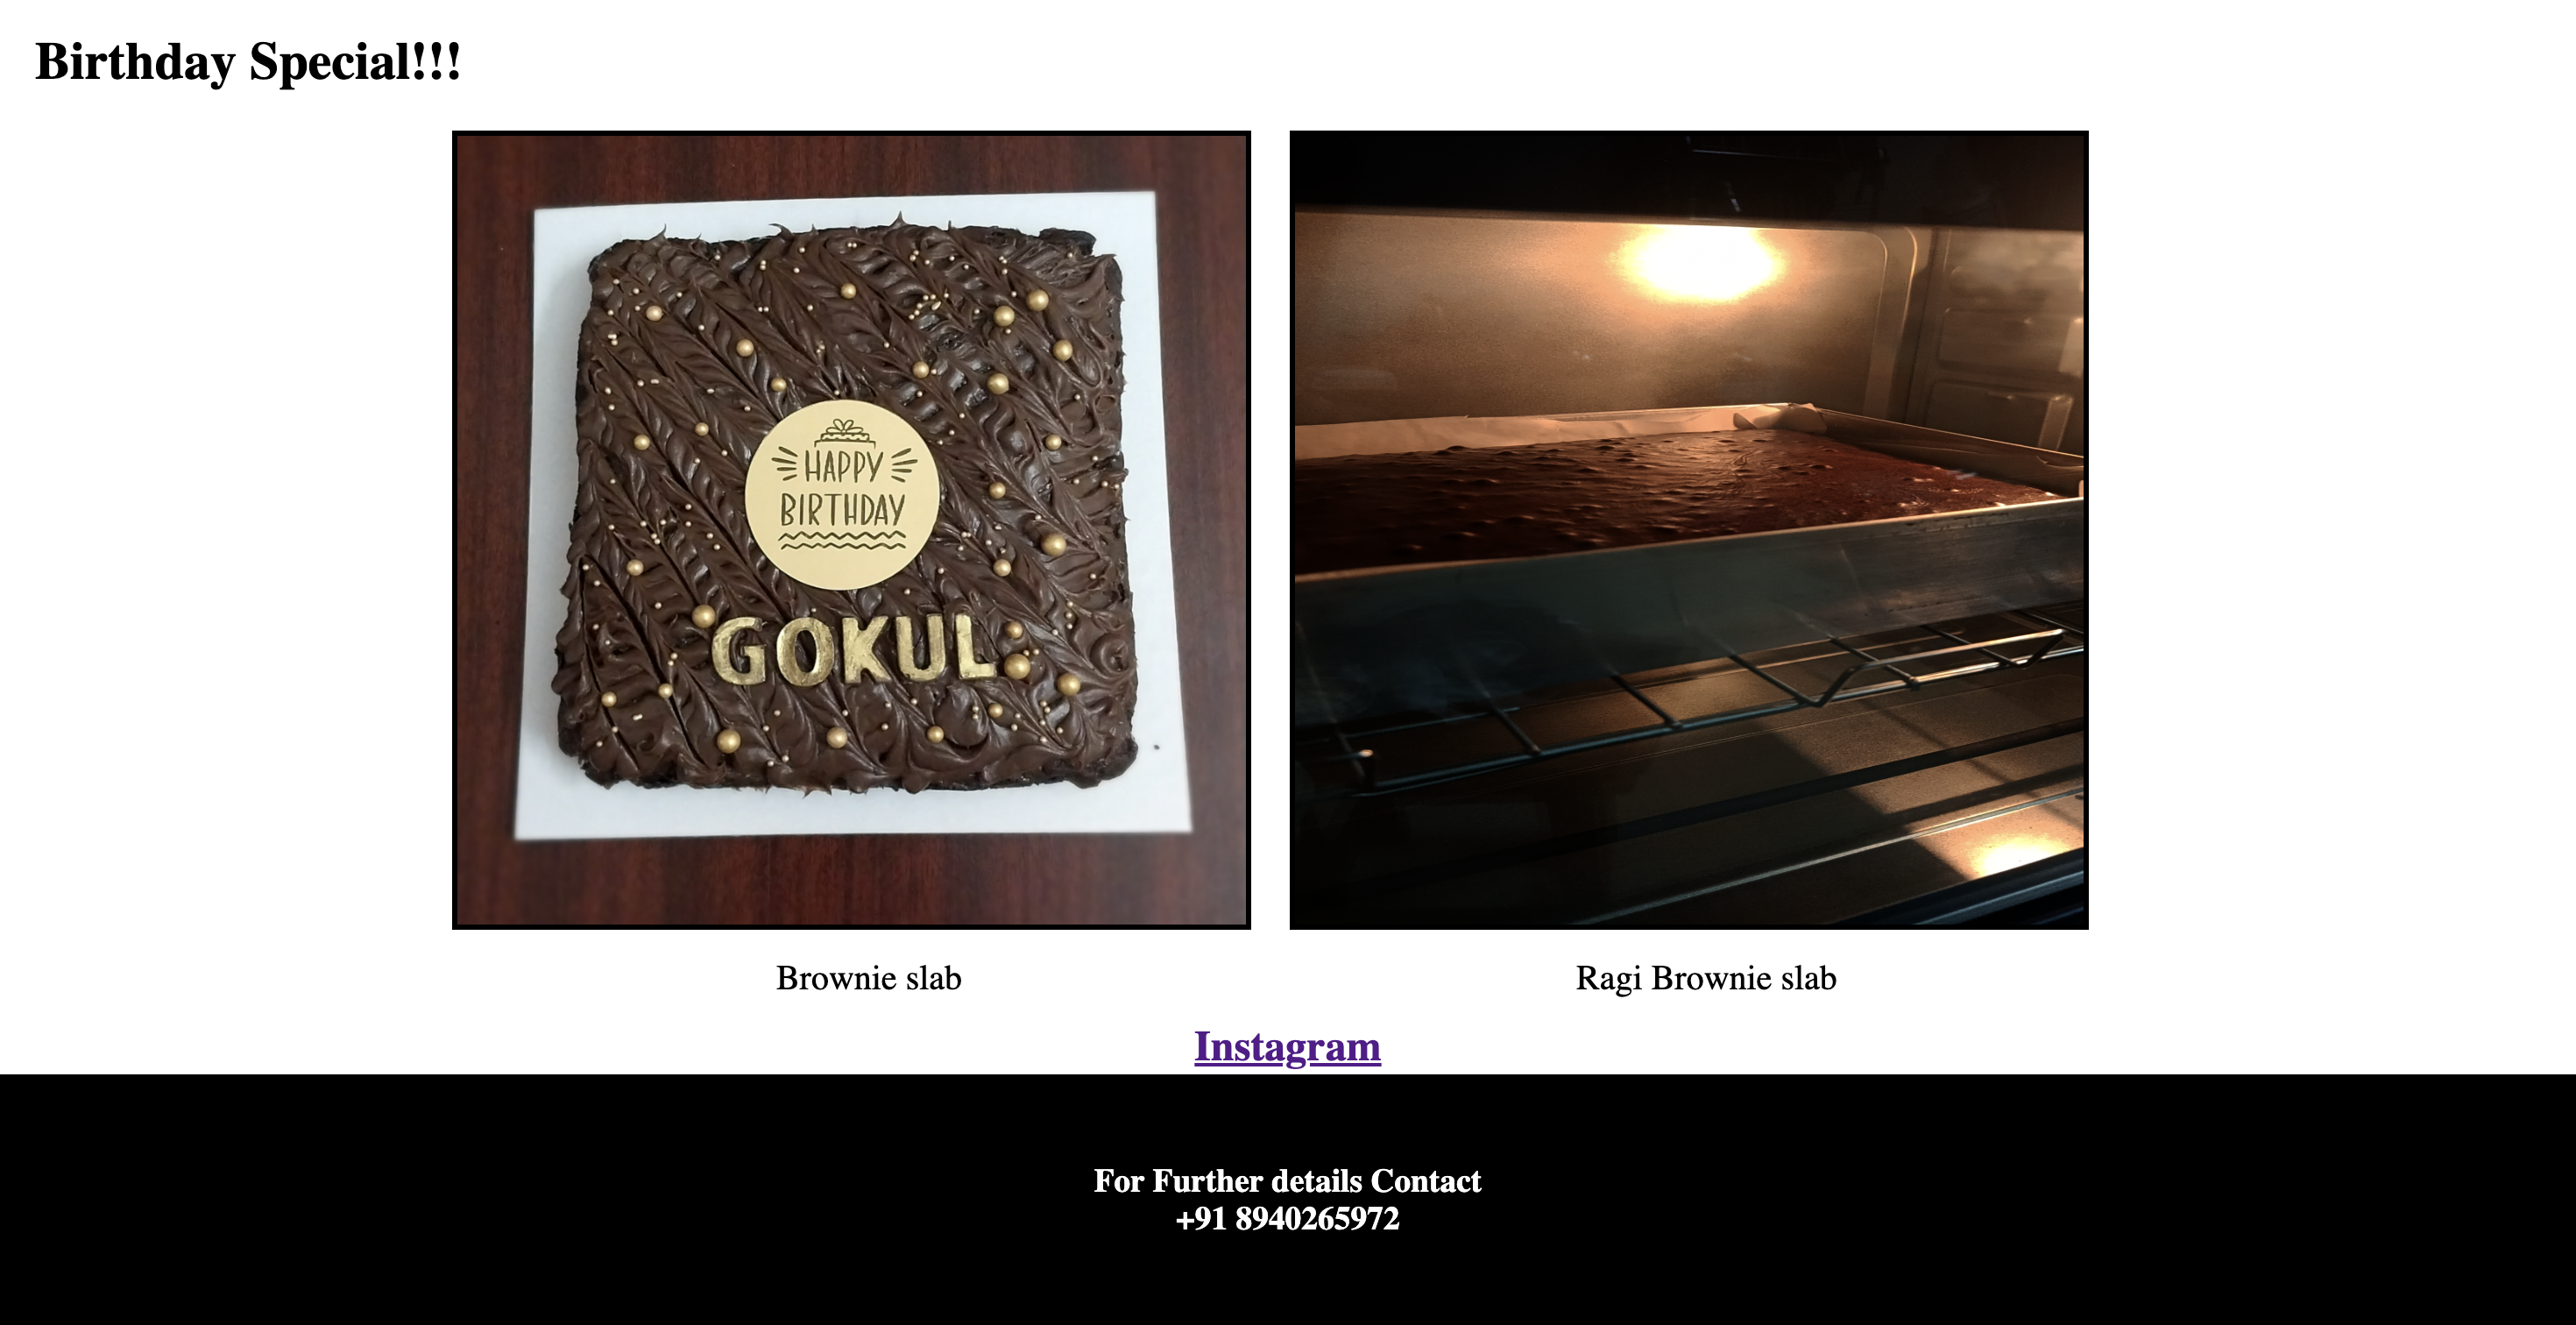 Birthday Special!!!
HAPPY
BIRTHDAY
GOKUL
Brownie slab
Ragi Brownie slab
Instagram
For Further details Contact
+91 8940265972